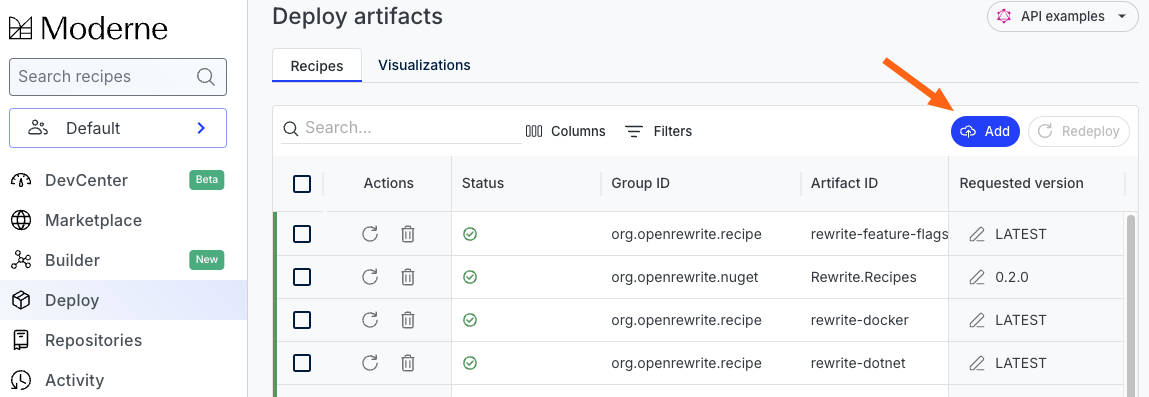 Moderne
Search recipes
Default
DevCenter Beta
Marketplace
Builder New
Deploy
Repositories
Activity
Deploy artifacts
API examples
Recipes Visualizations
Search... Columns Filters Add Redeploy
Actions Status Group ID Artifact ID Requested version
org.openrewrite.recipe rewrite-feature-flags LATEST
org.openrewrite.nuget Rewrite.Recipes 0.2.0
org.openrewrite.recipe rewrite-docker LATEST
org.openrewrite.recipe rewrite-dotnet LATEST